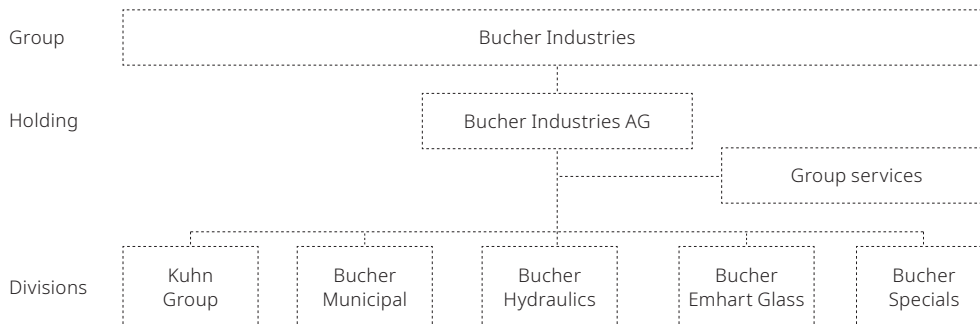 Group
Bucher Industries
Holding
Bucher Industries AG
Group services
Divisions
Kuhn
Group
Bucher
Municipal
Bucher
Hydraulics
Bucher
Emhart Glass
Bucher
Specials